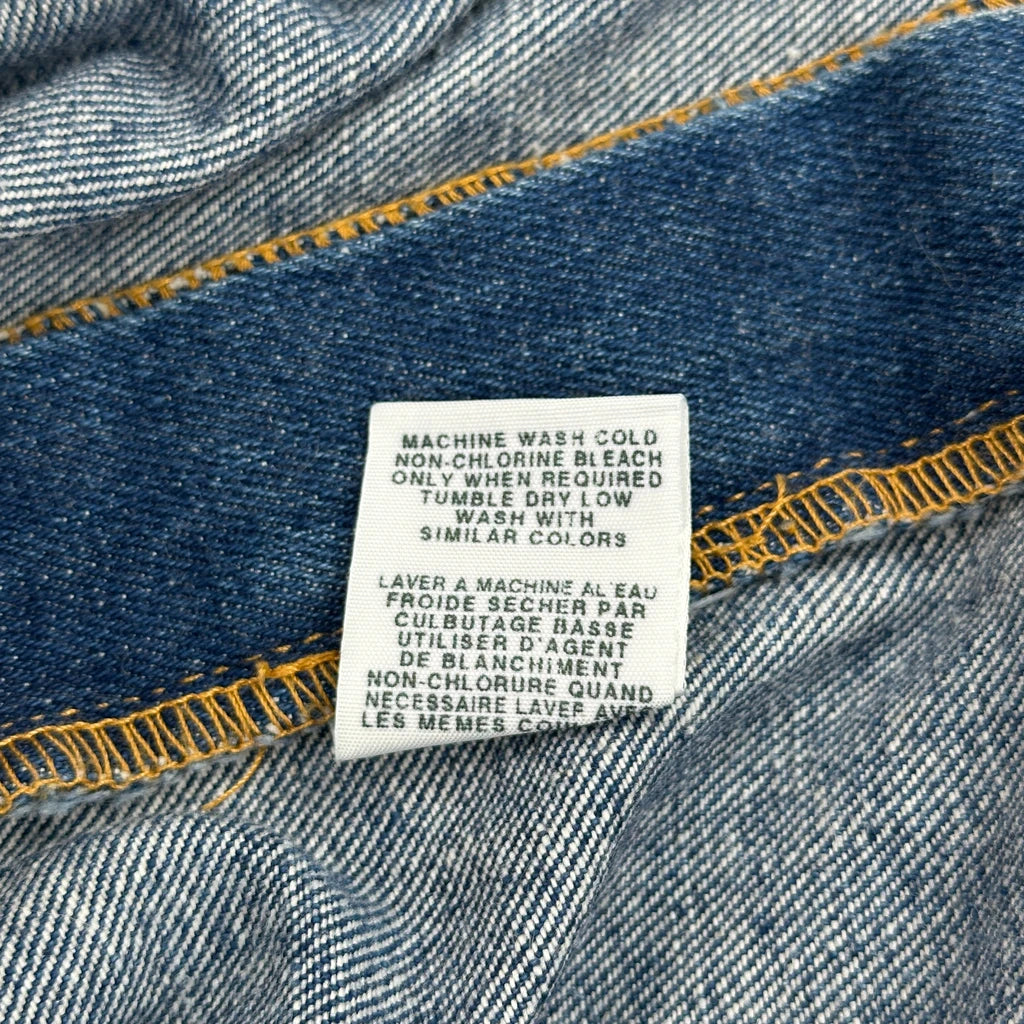 MACHINE WASH COLD
NON-CHLORINE BLEACH
ONLY WHEN REQUIRED
TUMBLE DRY LOW
WASH WITH
SIMILAR COLORS
LAVER A MACHINE AL'EAU
FROIDE SECHER PAR
CULBUTAGE BASSE
UTILISER D'AGENT
DE BLANCHIMENT
NON-CHLORURE QUAND
NECESSAIRE LAVER AVEC
LES MEMES